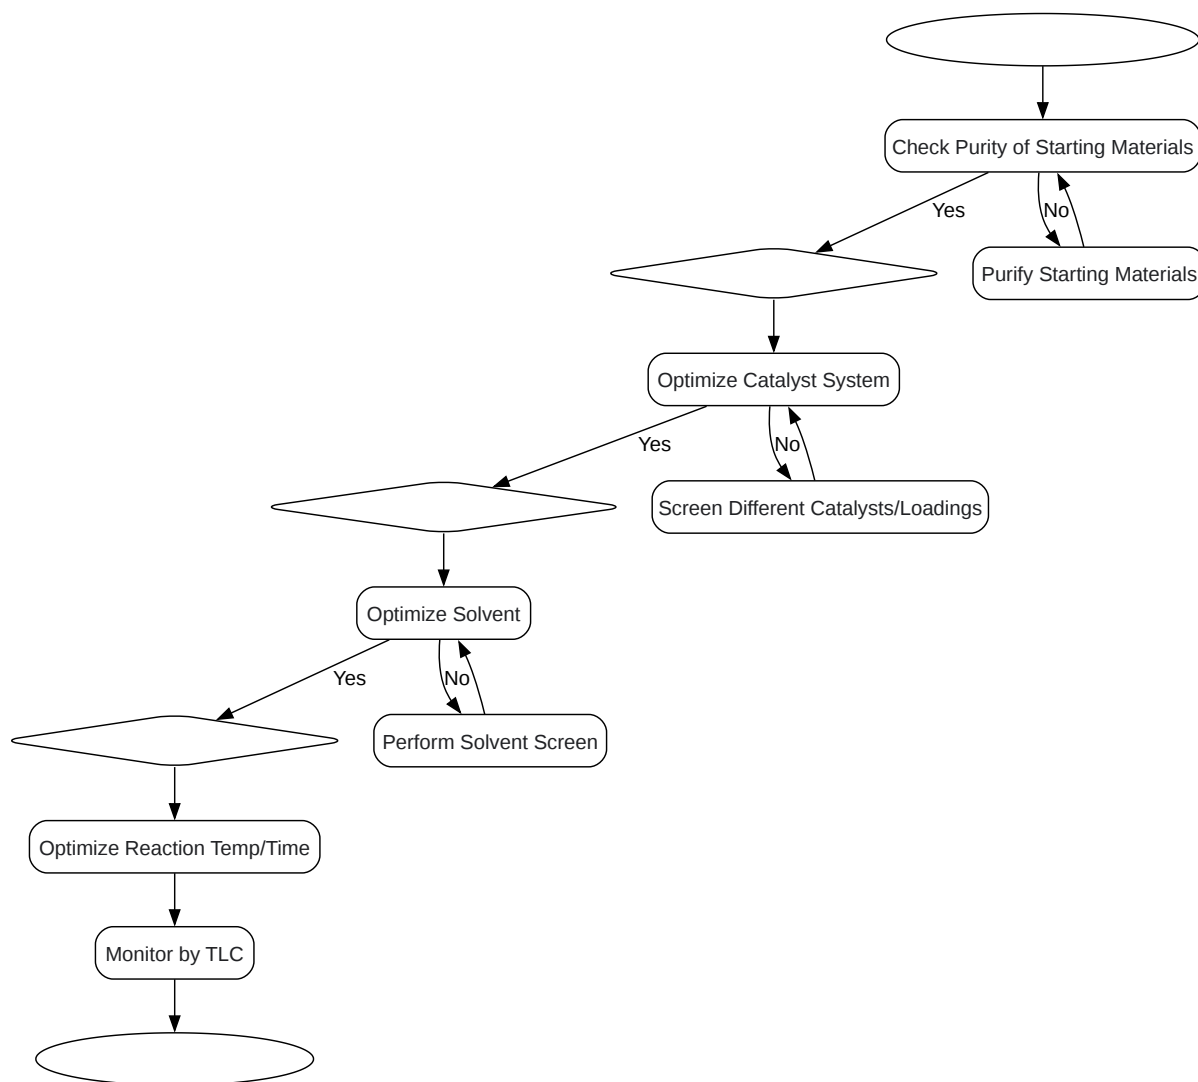 Check Purity of Starting Materials
Yes
No
Purify Starting Materials
Optimize Catalyst System
Yes
No
Screen Different Catalysts/Loadings
Optimize Solvent
Yes
No
Perform Solvent Screen
Optimize Reaction Temp/Time
Monitor by TLC